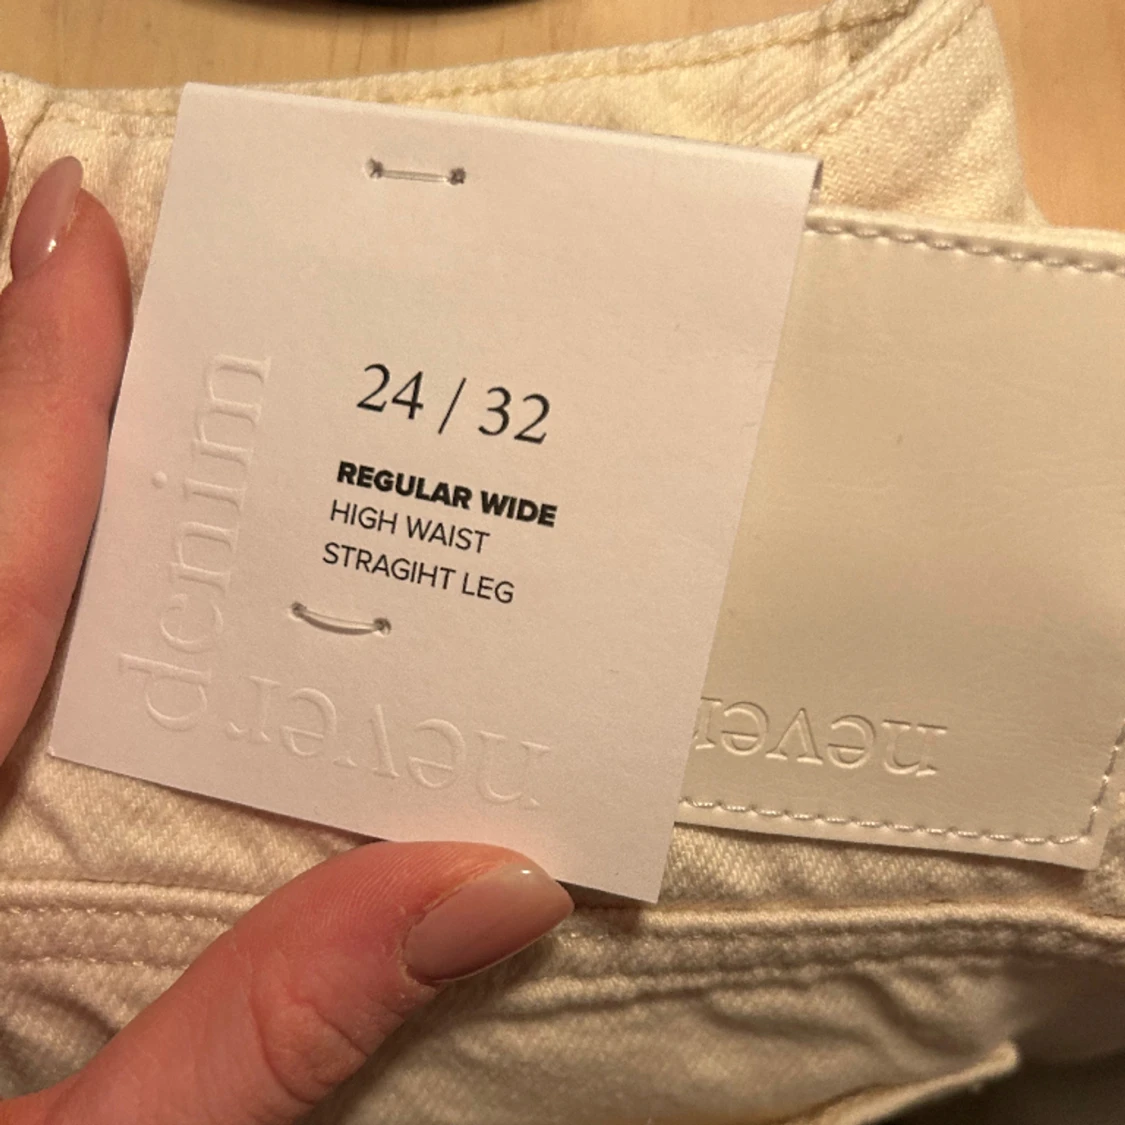 24 / 32
REGULAR WIDE
HIGH WAIST
STRAGIHT LEG
denim
never
never